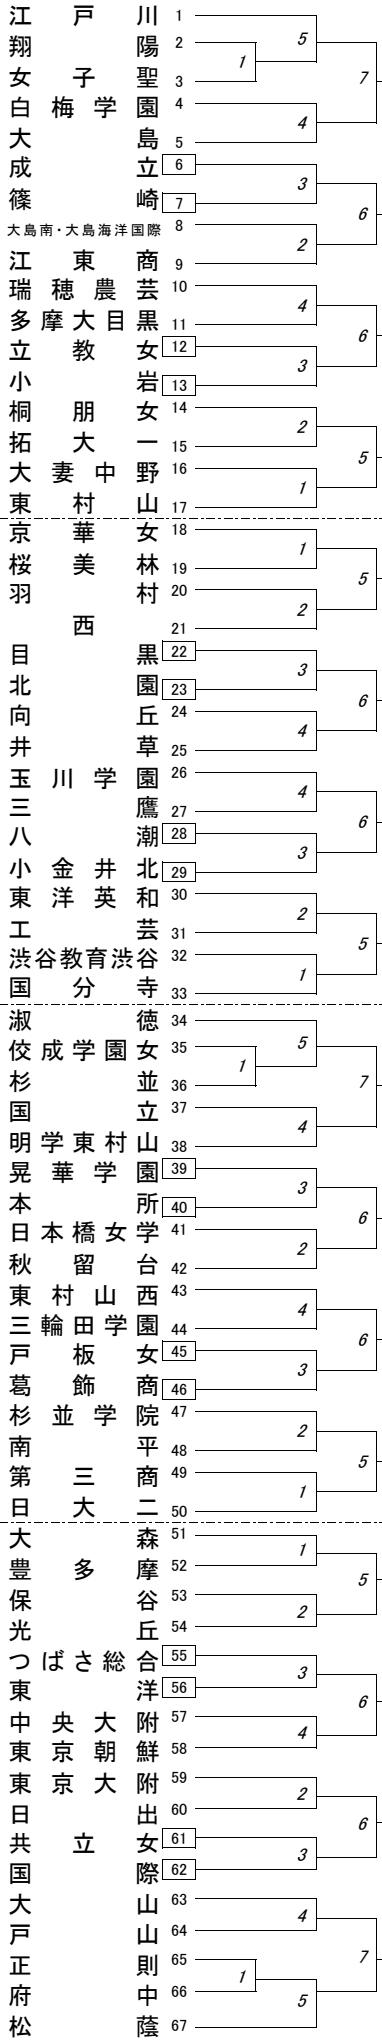 江戸川 1
翔陽 2
女子聖 3
白梅学園 4
大島 5
成立 6
篠崎 7
大島南・大島海洋国際 8
江東商 9
瑞穂農芸 10
多摩大目黒 11
立教女 12
小岩 13
桐朋女 14
拓大一 15
大妻中野 16
東村山 17
京華女 18
桜美林 19
羽村 20
西 21
目黒 22
北園 23
向丘 24
井草 25
玉川学園 26
三鷹 27
八潮 28
小金井北 29
東洋英和 30
工芸 31
渋谷教育渋谷 32
国分寺 33
淑徳 34
佼成学園女 35
杉並 36
国立 37
明学東村山 38
晃華学園 39
本所 40
日本橋女学 41
秋留台 42
東村山西 43
三輪田学園 44
戸板女 45
葛飾商 46
杉並学院 47
南平 48
第三商 49
日大二 50
大森 51
豊多摩 52
保谷 53
光丘 54
つばさ総合 55
東洋 56
中央大附 57
東京朝鮮 58
東京大附 59
日出 60
共立女 61
国際 62
大山 63
戸山 64
正則 65
府中 66
松蔭 67
1
5
4
7
3
2
6
4
3
6
2
1
5
1
2
5
3
4
6
4
3
6
2
1
5
1
5
4
7
3
2
6
4
3
6
2
1
5
1
2
5
3
4
6
2
3
6
4
1
5
7